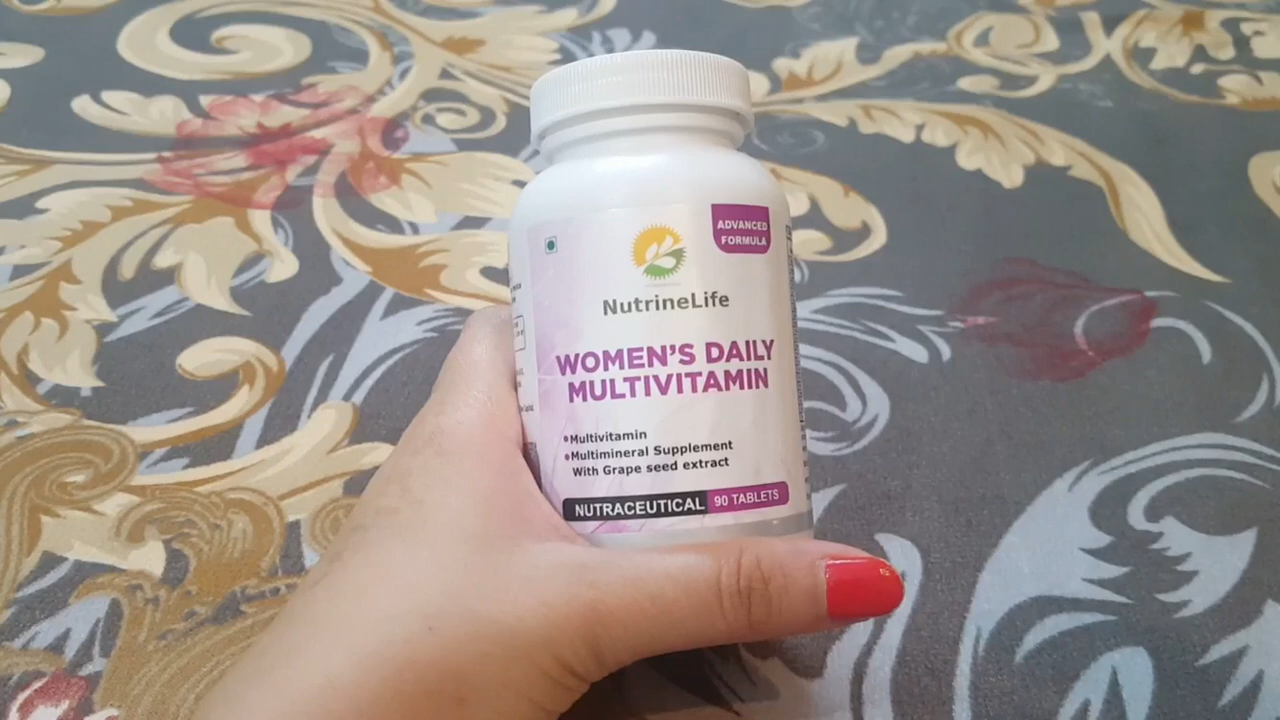 ADVANCED
FORMULA
NutrineLife
WOMEN'S DAILY
MULTIVITAMIN
•Multivitamin
•Multimineral Supplement
With Grape seed extract
NUTRACEUTICAL 90 TABLETS